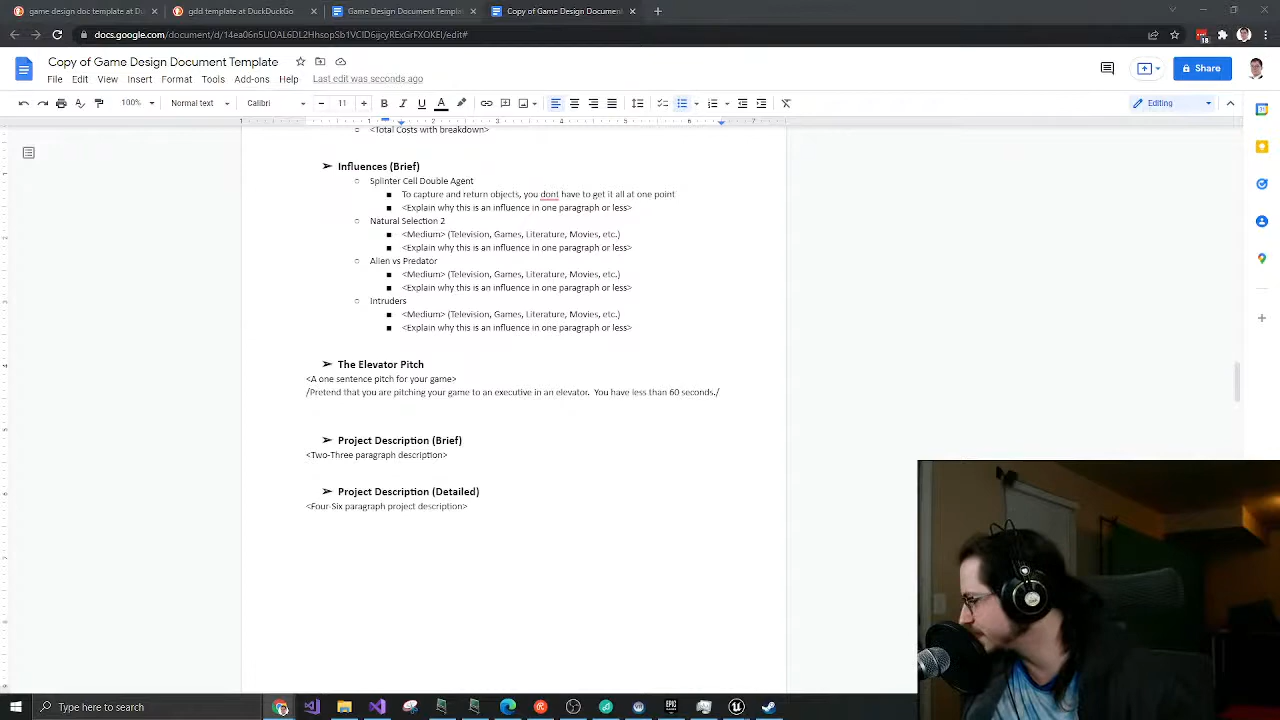 game design doc template at Du
gdd template at DuckDuckGo
Game Design Document Templat
Copy of Game Design Document
docs.google.com/document/d/14ea06n5UOAL6DL2HhsopSb1VCID6ijcyRExGrFXOKEI/edit#
Copy of Game Design Document Template
File Edit View Insert Format Tools Add-ons Help Last edit was seconds ago
Share
100% Normal text Calibri 11 Editing
<Total Costs with breakdown>
➢ Influences (Brief)
○ Splinter Cell Double Agent
■ To capture and return objects, you dont have to get it all at one point
■ <Explain why this is an influence in one paragraph or less>
○ Natural Selection 2
■ <Medium> (Television, Games, Literature, Movies, etc.)
■ <Explain why this is an influence in one paragraph or less>
○ Alien vs Predator
■ <Medium> (Television, Games, Literature, Movies, etc.)
■ <Explain why this is an influence in one paragraph or less>
○ Intruders
■ <Medium> (Television, Games, Literature, Movies, etc.)
■ <Explain why this is an influence in one paragraph or less>
➢ The Elevator Pitch
<A one sentence pitch for your game>
/Pretend that you are pitching your game to an executive in an elevator. You have less than 60 seconds./
➢ Project Description (Brief)
<Two-Three paragraph description>
➢ Project Description (Detailed)
<Four-Six paragraph project description>
Type here to search